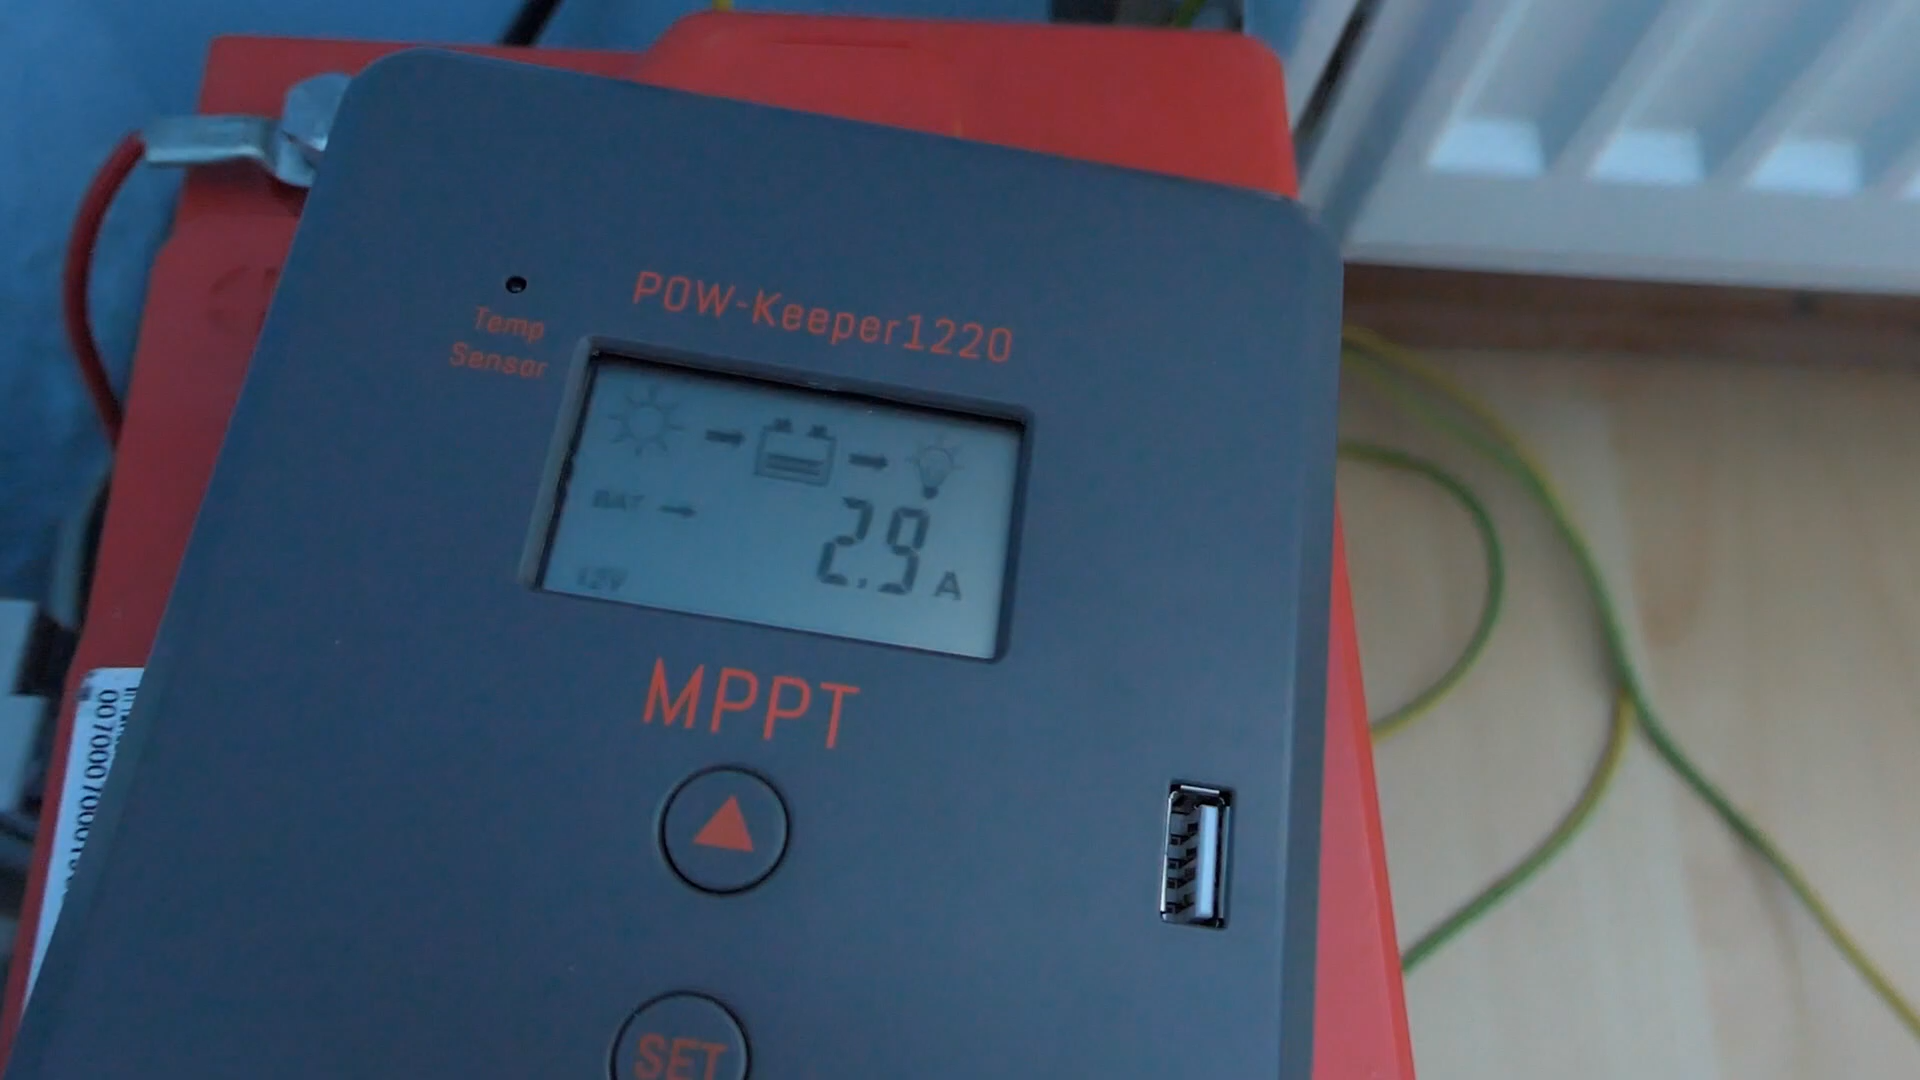 POW-Keeper1220
Temp
Sensor
BAT
2.9 A
12V
MPPT
SET